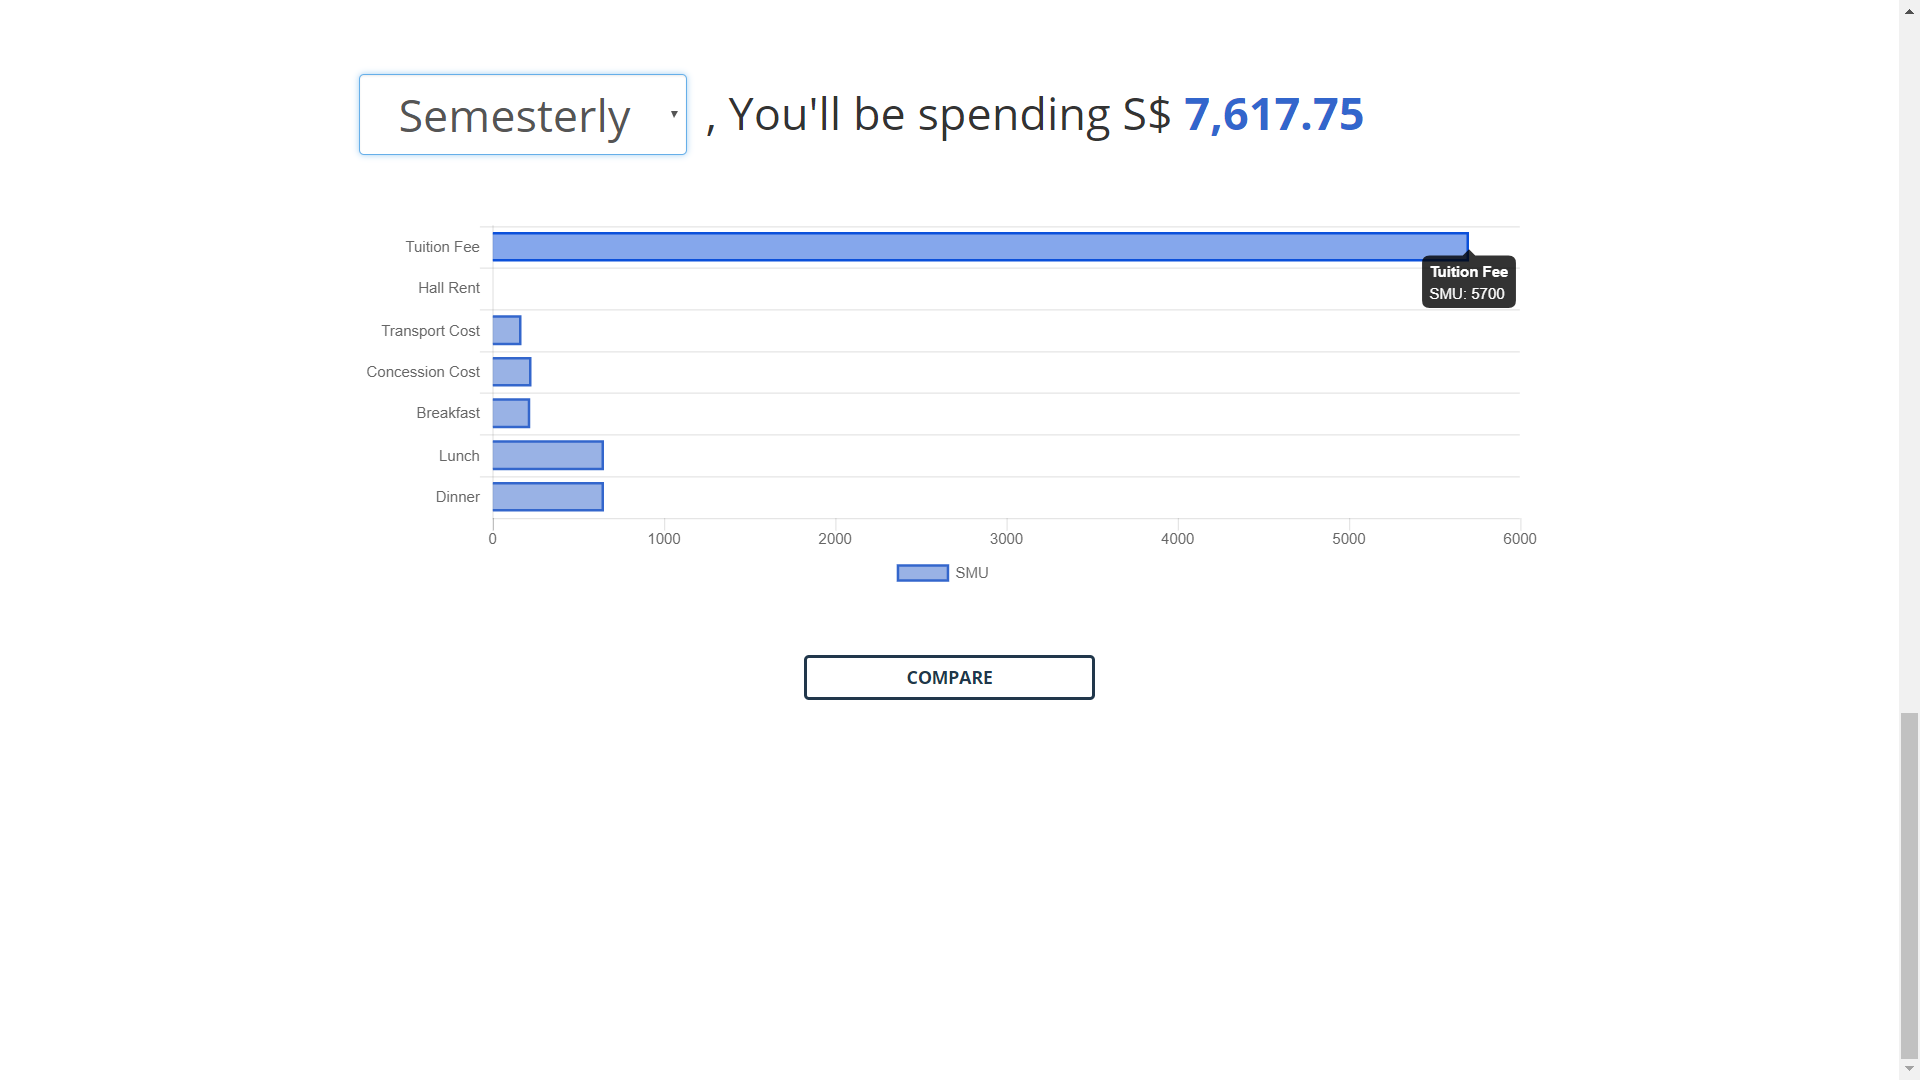 Semesterly , You'll be spending S$ 7,617.75
Tuition Fee
Tuition Fee
SMU: 5700
Hall Rent
Transport Cost
Concession Cost
Breakfast
Lunch
Dinner
0 1000 2000 3000 4000 5000 6000
SMU
COMPARE